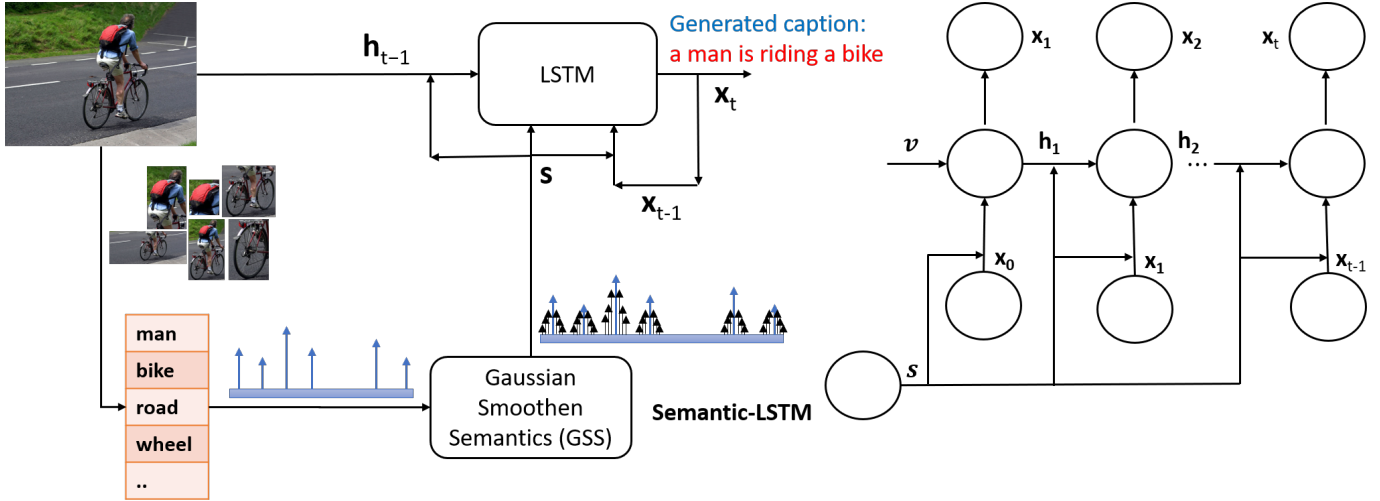 Generated caption:
a man is riding a bike
h_{t−1}
LSTM
x_t
s
x_{t-1}
man
bike
road
wheel
..
Gaussian
Smoothen
Semantics (GSS)
Semantic-LSTM
x_1
x_2
x_t
v
h_1
h_2
...
x_0
x_1
x_{t-1}
s